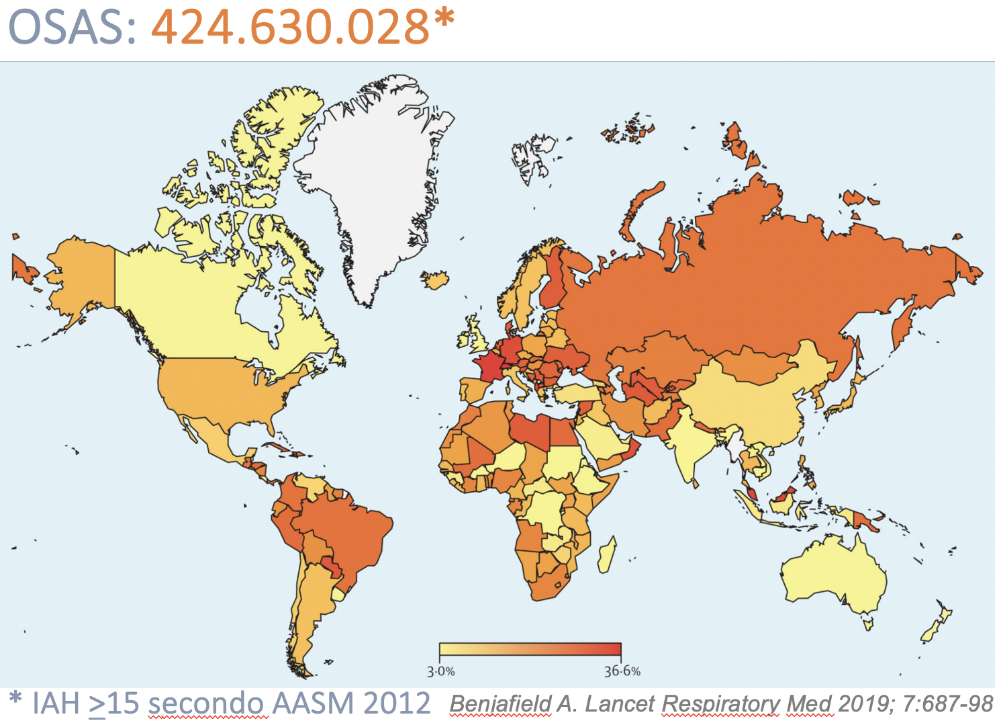 OSAS: 424.630.028*
3·0%
36·6%
* IAH ≥15 secondo AASM 2012
Benjafield A. Lancet Respiratory Med 2019; 7:687-98